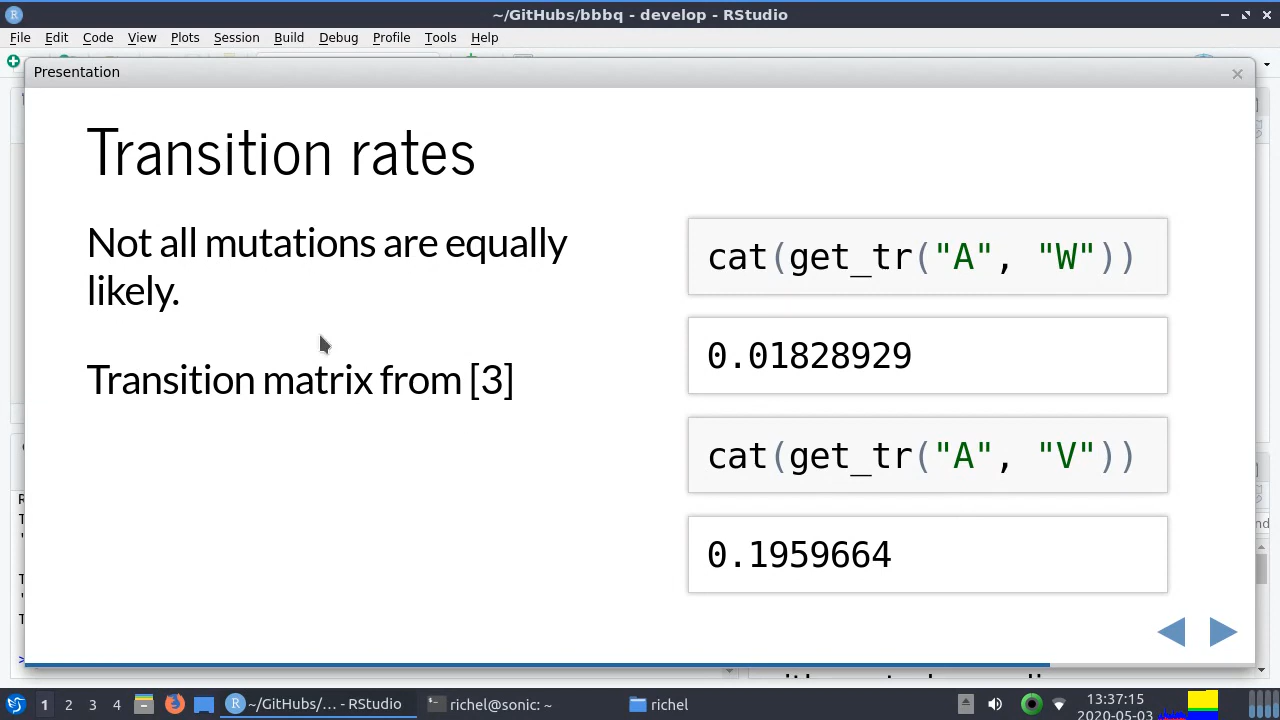 ~/GitHubs/bbbq - develop - RStudio
File Edit Code View Plots Session Build Debug Profile Tools Help
Presentation
Transition rates
Not all mutations are equally
likely.
Transition matrix from [3]
cat(get_tr("A", "W"))
0.01828929
cat(get_tr("A", "V"))
0.1959664
1 2 3 4 ~/GitHubs/... - RStudio richel@sonic: ~ richel
13:37:15
2020-05-03